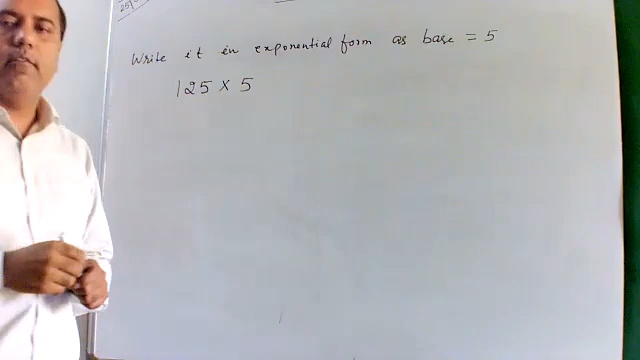 Write it in exponential form as base = 5
125 × 5